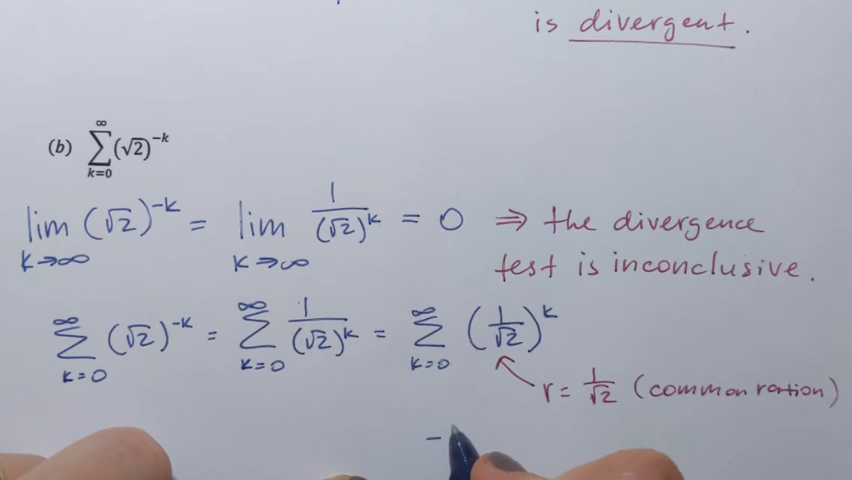 is divergent.
(b) ∑_{k=0}^{∞} (√2)^{-k}
lim_{k→∞} (√2)^{-k} = lim_{k→∞} 1/(√2)^k = 0 ⇒ the divergence
test is inconclusive.
∑_{k=0}^{∞} (√2)^{-k} = ∑_{k=0}^{∞} 1/(√2)^k = ∑_{k=0}^{∞} (1/√2)^k
r = 1/√2 (common ration)